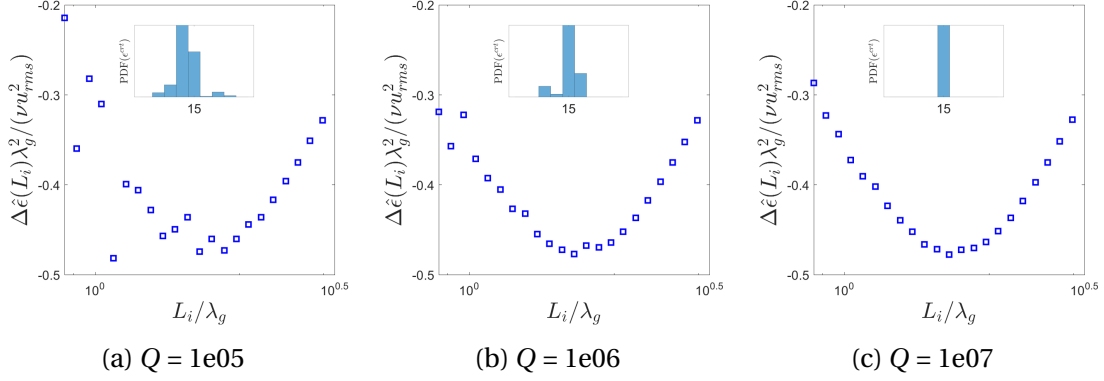 -0.2
-0.3
-0.4
-0.5
Δϵ̂(L_i)λ_g^2/(νu_{rms}^2)
PDF(ϵ^{crt})
15
10^0
10^{0.5}
L_i/λ_g
(a) Q = 1e05
-0.2
-0.3
-0.4
-0.5
Δϵ̂(L_i)λ_g^2/(νu_{rms}^2)
PDF(ϵ^{crt})
15
10^0
10^{0.5}
L_i/λ_g
(b) Q = 1e06
-0.2
-0.3
-0.4
-0.5
Δϵ̂(L_i)λ_g^2/(νu_{rms}^2)
PDF(ϵ^{crt})
15
10^0
10^{0.5}
L_i/λ_g
(c) Q = 1e07